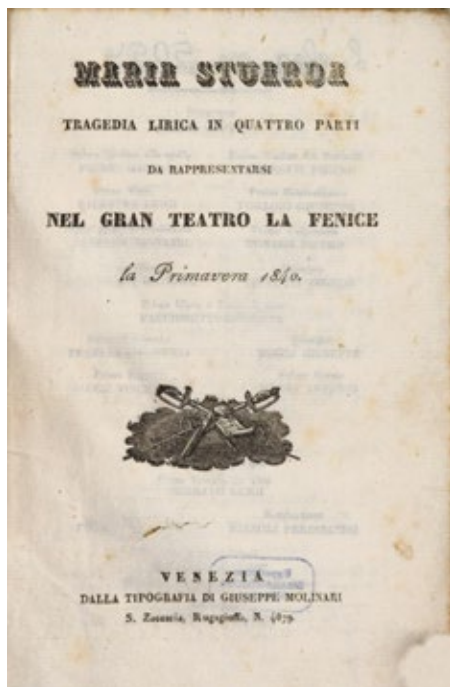 MARIA STUARDA
TRAGEDIA LIRICA IN QUATTRO PARTI
DA RAPPRESENTARSI
NEL GRAN TEATRO LA FENICE
la Primavera 1840.
VENEZIA
DALLA TIPOGRAFIA DI GIUSEPPE MOLINARI
S. Zaccaria, Rugagiuffa, N. 4879.